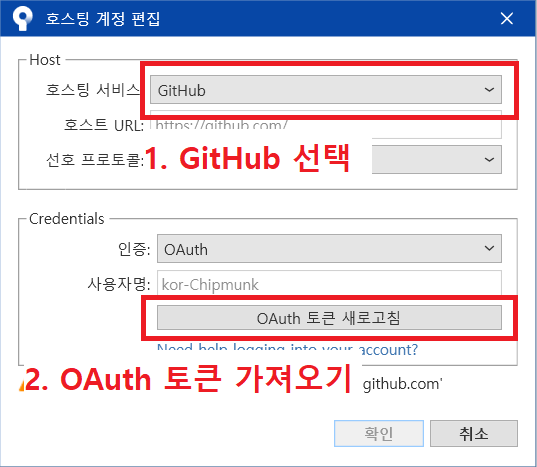 호스팅 계정 편집
Host
호스팅 서비스 GitHub
호스트 URL: https://github.com/
선호 프로토콜:
1. GitHub 선택
Credentials
인증: OAuth
사용자명: kor-Chipmunk
OAuth 토큰 새로고침
Need help logging into your account?
2. OAuth 토큰 가져오기
github.com'
확인 취소